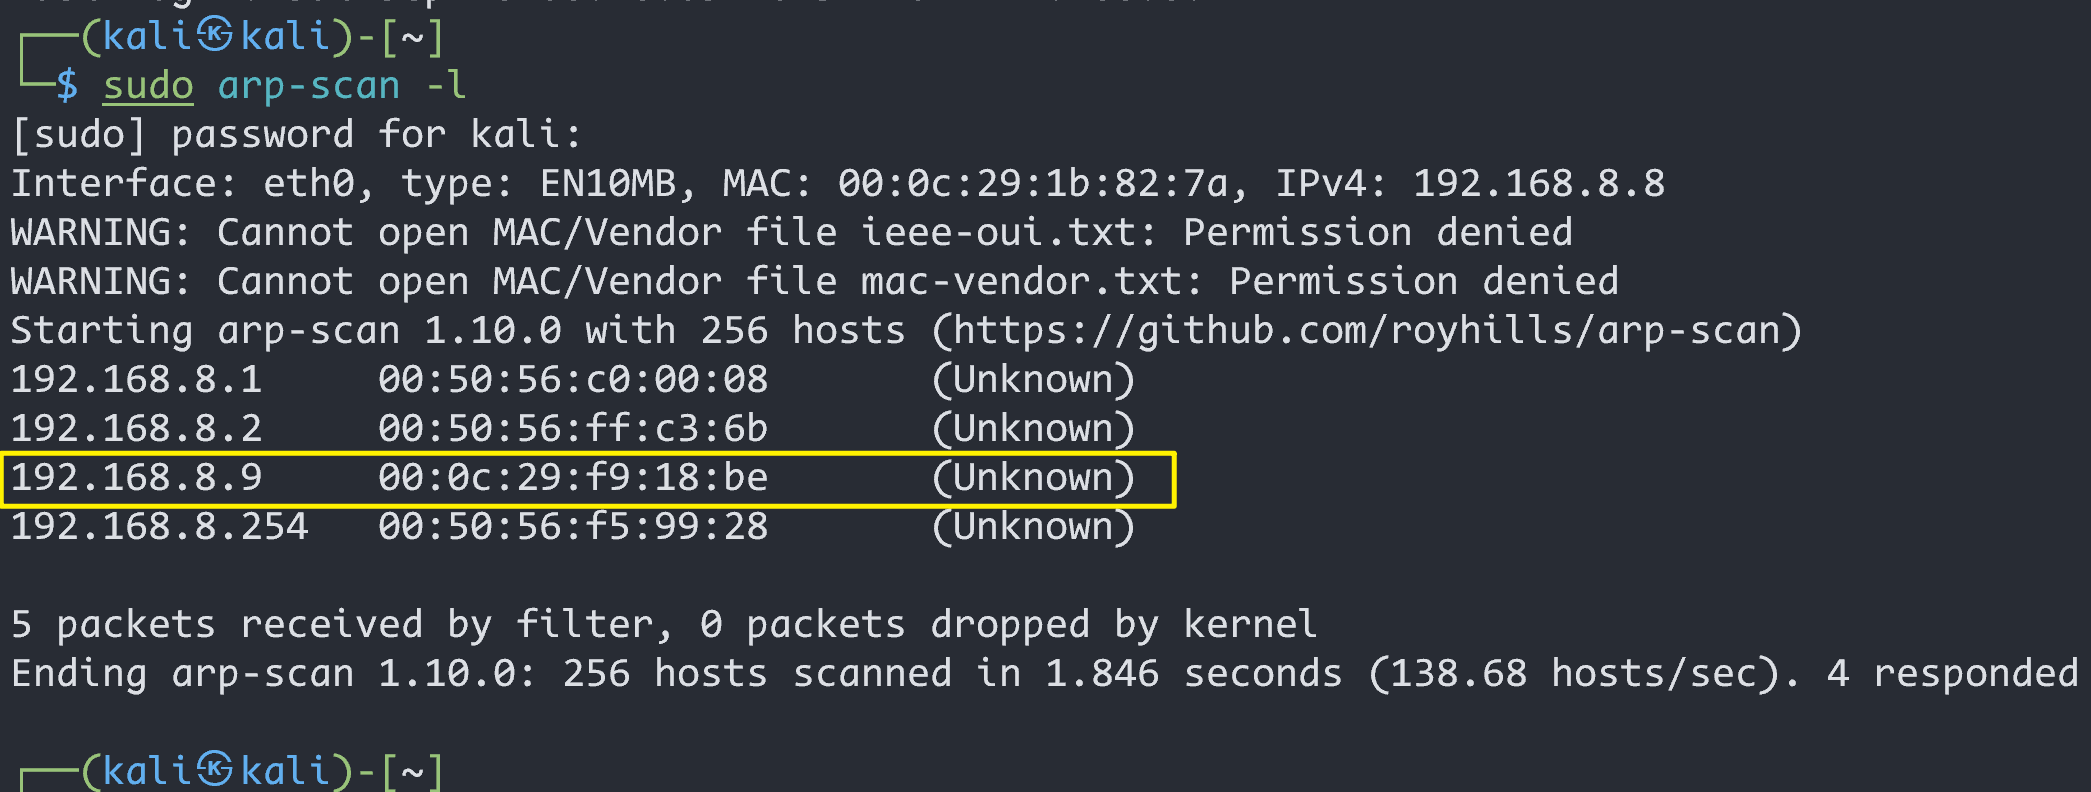 ┌──(kali㉿kali)-[~]
└─$ sudo arp-scan -l
[sudo] password for kali:
Interface: eth0, type: EN10MB, MAC: 00:0c:29:1b:82:7a, IPv4: 192.168.8.8
WARNING: Cannot open MAC/Vendor file ieee-oui.txt: Permission denied
WARNING: Cannot open MAC/Vendor file mac-vendor.txt: Permission denied
Starting arp-scan 1.10.0 with 256 hosts (https://github.com/royhills/arp-scan)
192.168.8.1     00:50:56:c0:00:08       (Unknown)
192.168.8.2     00:50:56:ff:c3:6b       (Unknown)
192.168.8.9     00:0c:29:f9:18:be       (Unknown)
192.168.8.254   00:50:56:f5:99:28       (Unknown)
5 packets received by filter, 0 packets dropped by kernel
Ending arp-scan 1.10.0: 256 hosts scanned in 1.846 seconds (138.68 hosts/sec). 4 responded
┌──(kali㉿kali)-[~]